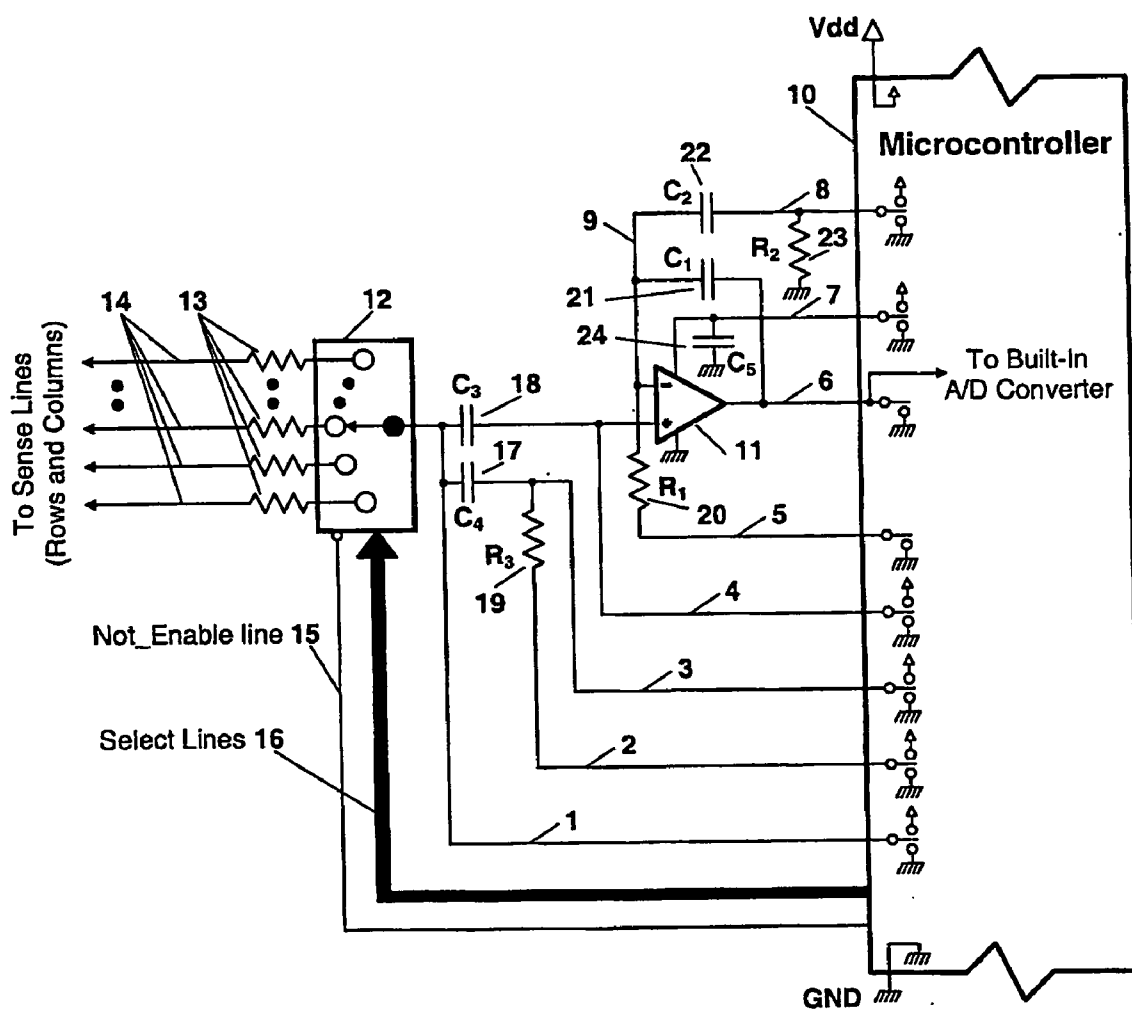 Vdd
10
Microcontroller
22
C2
8
9
R2
23
C1
21
7
14
13
12
24
C5
To Built-In
A/D Converter
6
C3
18
-
+
11
17
To Sense Lines
(Rows and Columns)
C4
R1
20
5
R3
19
4
Not_Enable line 15
3
Select Lines 16
2
1
GND